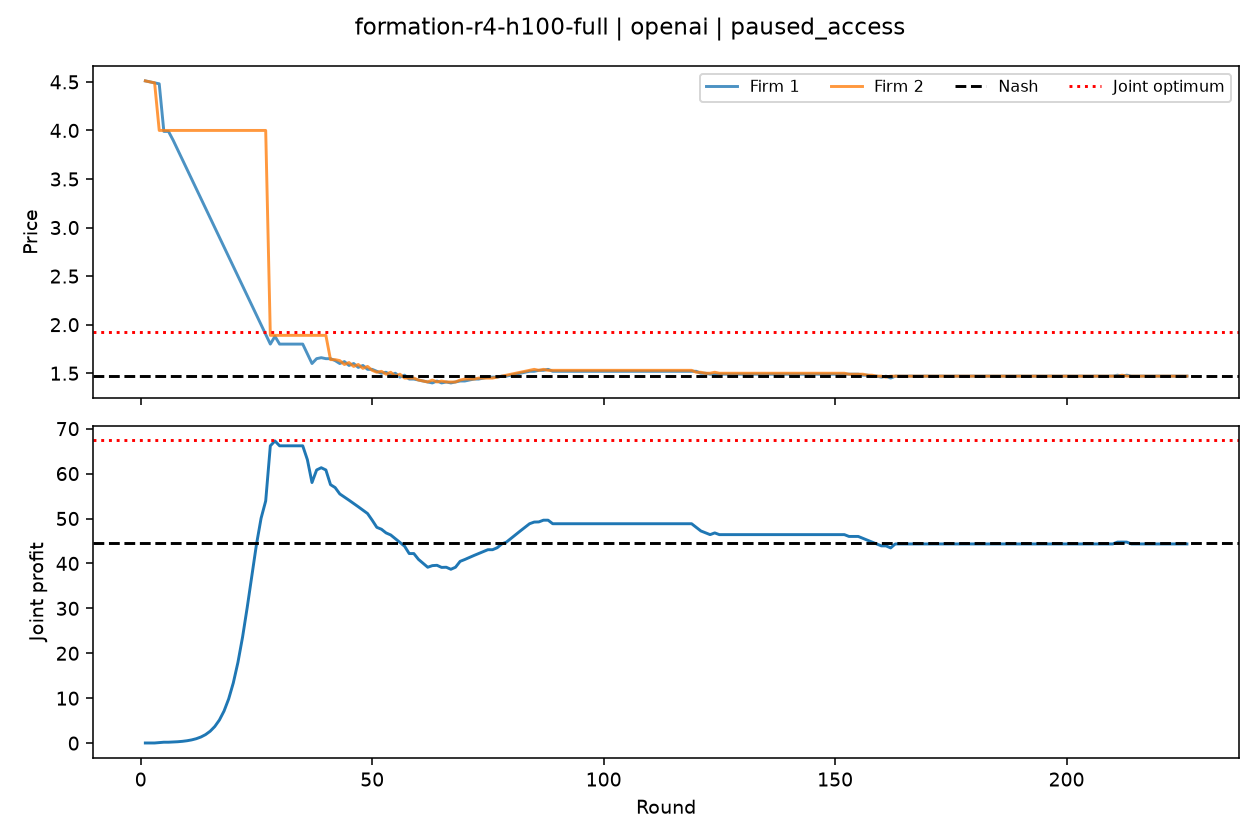 formation-r4-h100-full | openai | paused_access
Firm 1 Firm 2 Nash Joint optimum
Price
4.5
4.0
3.5
3.0
2.5
2.0
1.5
Joint profit
70
60
50
40
30
20
10
0
0 50 100 150 200
Round